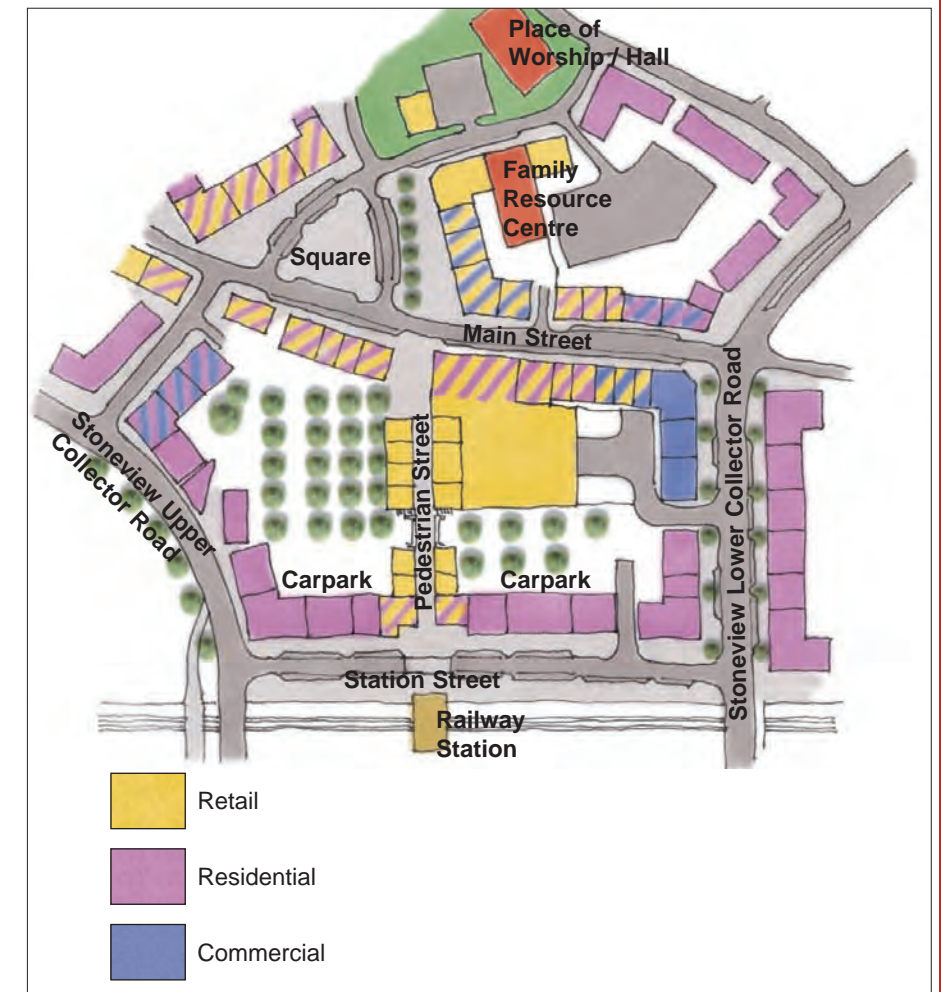 Place of
Worship / Hall
Family
Resource
Centre
Square
Main Street
Stoneview Upper
Collector Road
Pedestrian Street
Stoneview Lower Collector Road
Carpark
Carpark
Station Street
Railway
Station
Retail
Residential
Commercial